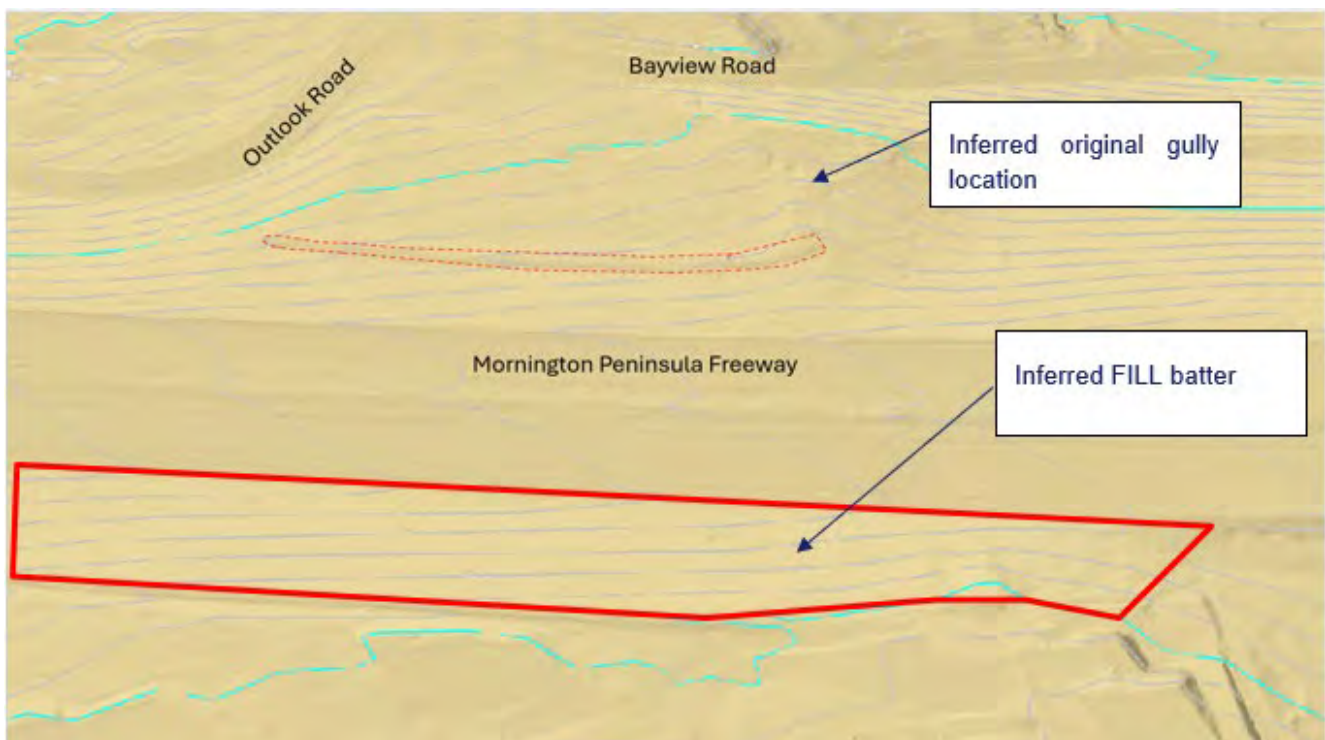 Bayview Road
Outlook Road
Inferred original gully
location
Mornington Peninsula Freeway
Inferred FILL batter